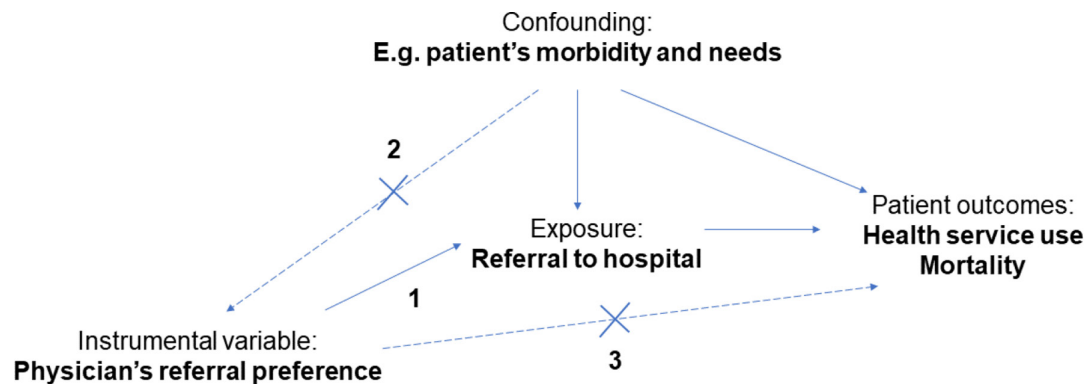 Confounding:
E.g. patient's morbidity and needs
2
Patient outcomes:
Health service use
Mortality
Exposure:
Referral to hospital
1
Instrumental variable:
Physician's referral preference
3